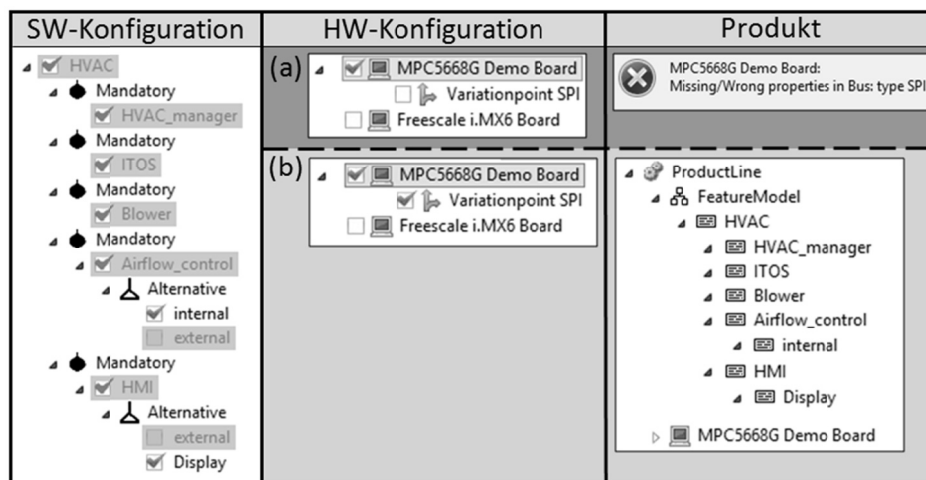 SW-Konfiguration
HVAC
Mandatory
HVAC_manager
Mandatory
ITOS
Mandatory
Blower
Mandatory
Airflow_control
Alternative
internal
external
Mandatory
HMI
Alternative
external
Display
HW-Konfiguration
(a)
MPC5668G Demo Board
Variationpoint SPI
Freescale i.MX6 Board
(b)
MPC5668G Demo Board
Variationpoint SPI
Freescale i.MX6 Board
Produkt
MPC5668G Demo Board:
Missing/Wrong properties in Bus: type SPI
ProductLine
FeatureModel
HVAC
HVAC_manager
ITOS
Blower
Airflow_control
internal
HMI
Display
MPC5668G Demo Board